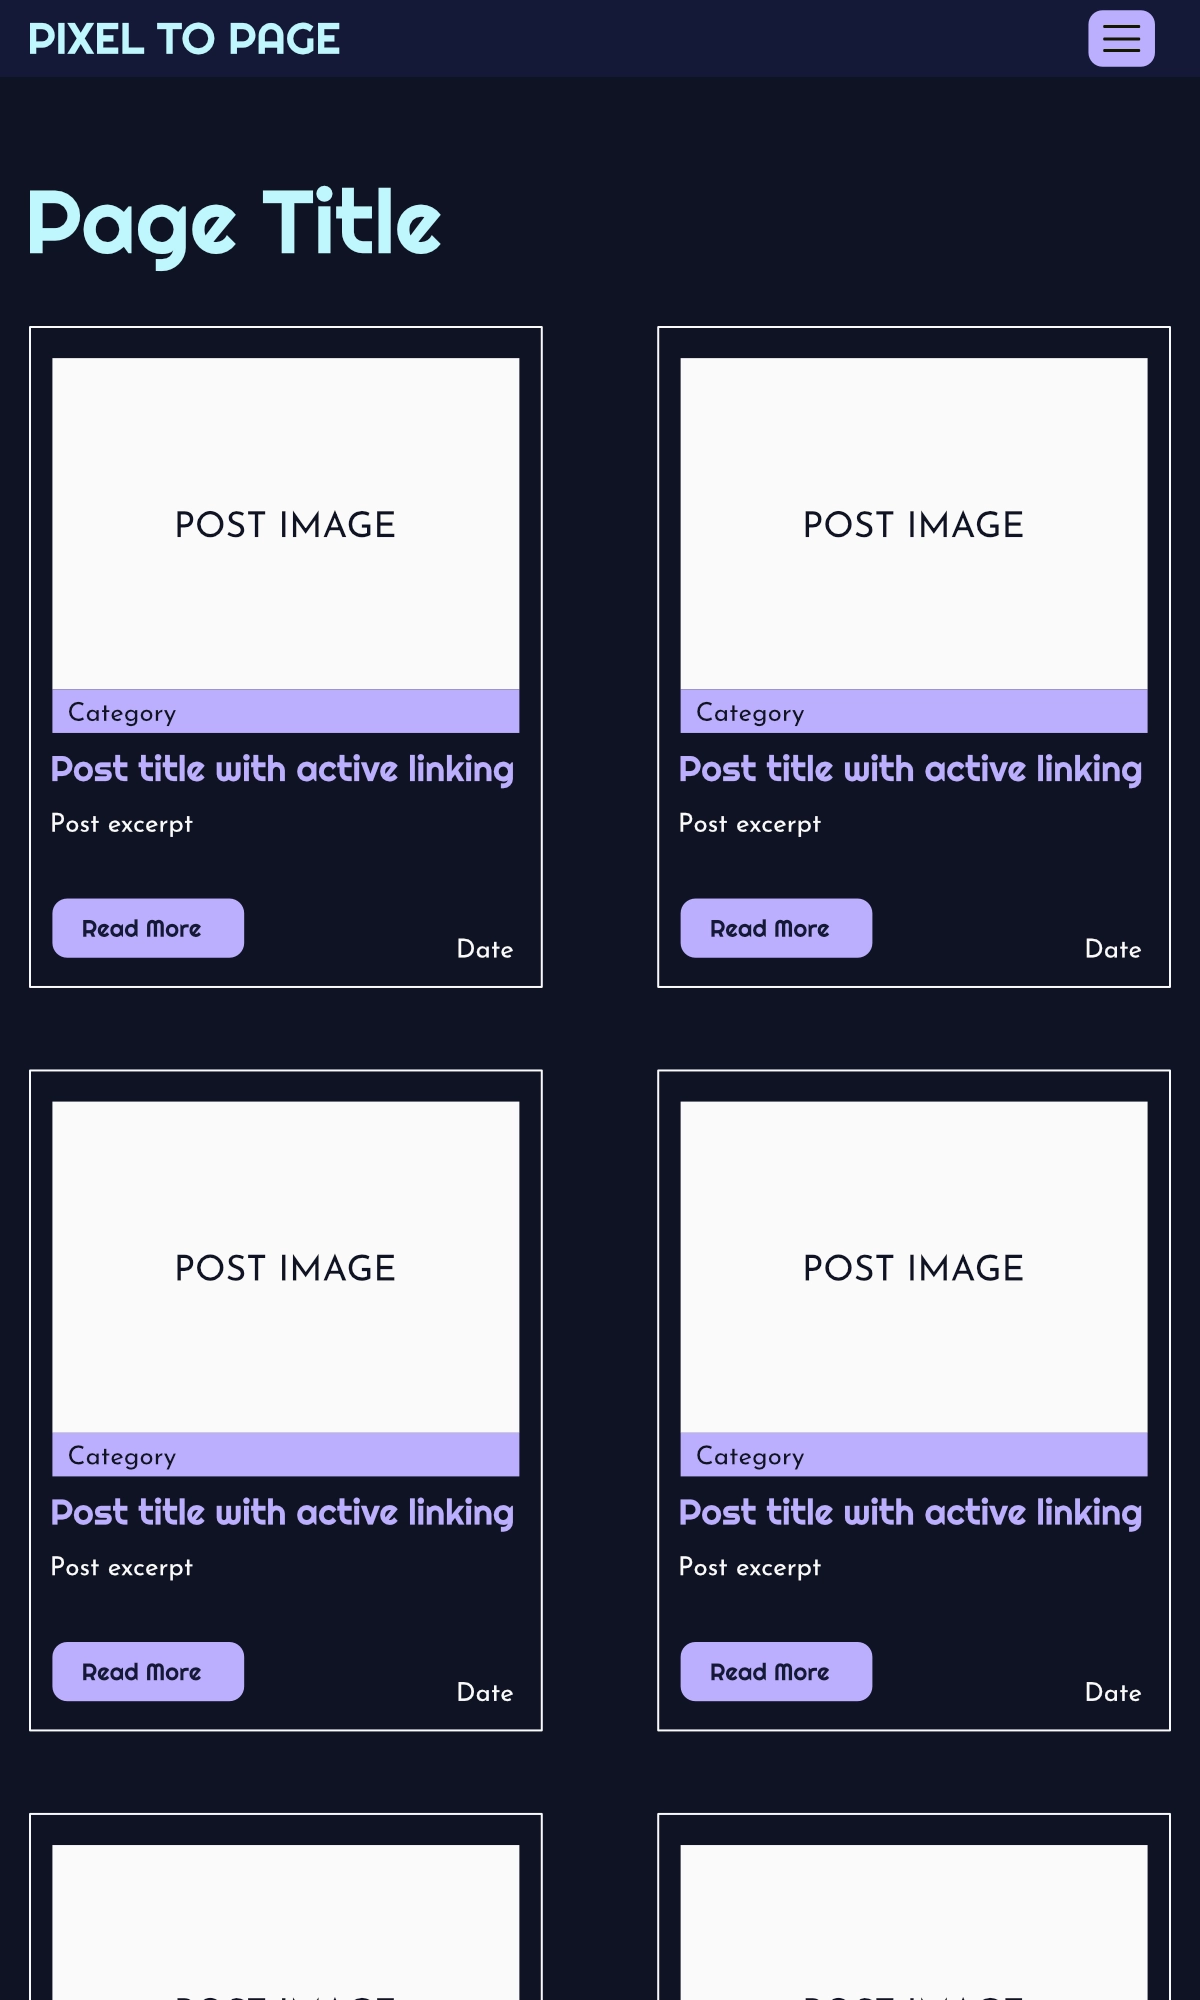 PIXEL TO PAGE
Page Title
POST IMAGE
Category
Post title with active linking
Post excerpt
Read More
Date
POST IMAGE
Category
Post title with active linking
Post excerpt
Read More
Date
POST IMAGE
Category
Post title with active linking
Post excerpt
Read More
Date
POST IMAGE
Category
Post title with active linking
Post excerpt
Read More
Date